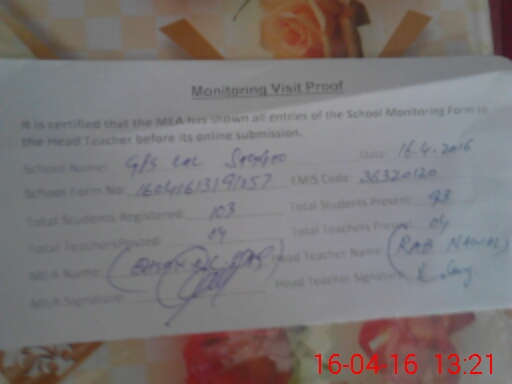 Monitoring Visit Proof
It is certified that the MEA has shown all entries of the School Monitoring Form to
the Head Teacher before its online submission.
School Name: GPS Date: 16.4.2016
School Form No: EMIS Code: 36320120
Total Students Registered: 103 Total Students Present: 93
Total Teachers Posted: 04 Total Teachers Present: 04
MEA Name: Head Teacher Name: (RAB NAWAZ)
MEA Signature: Head Teacher Signature:
16-04-16 13:21